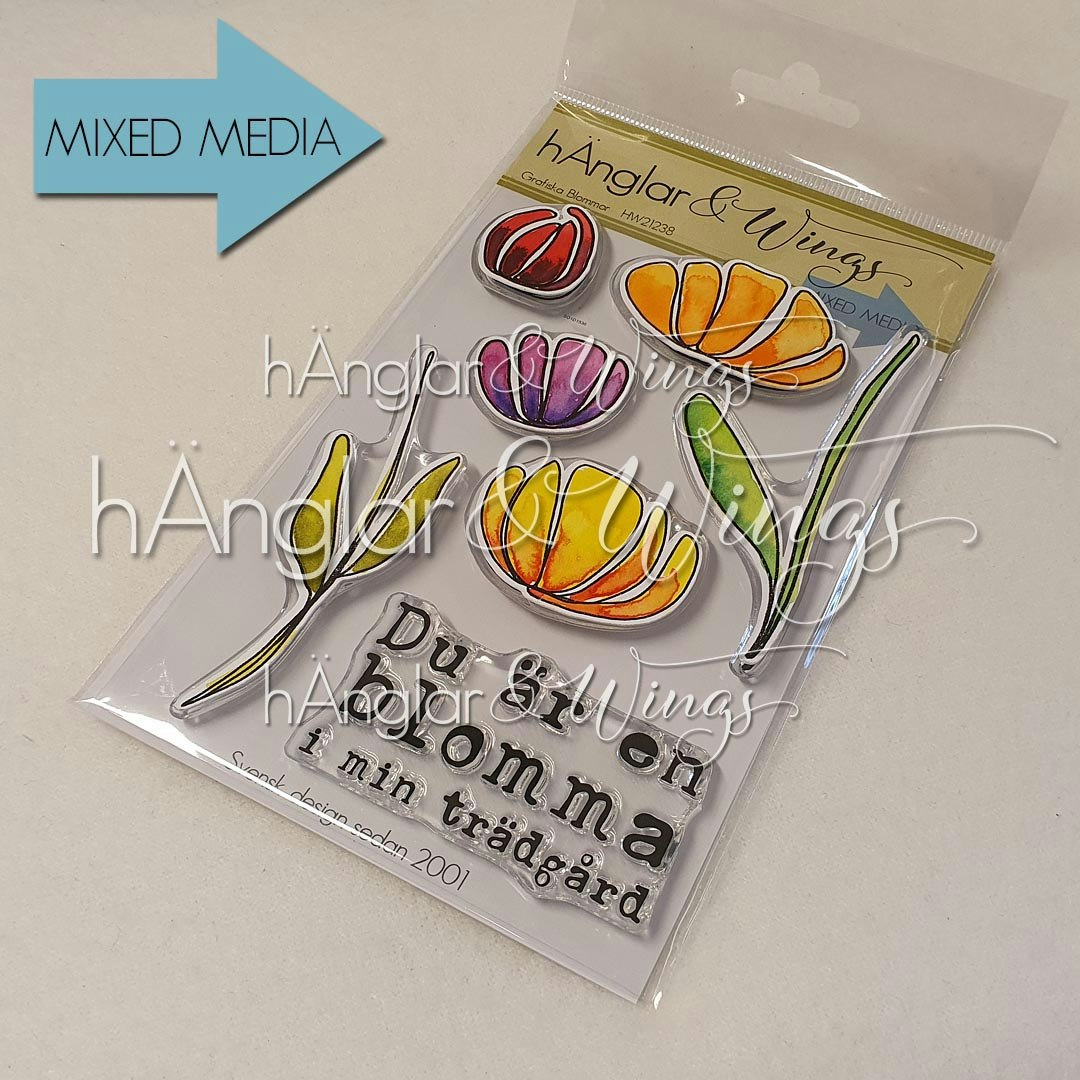 MIXED MEDIA
hÄnglar & Wings
Grafiska Blommor HW21238
MIXED MEDIA
hÄnglar & Wings
hÄnglar & Wings
hÄnglar & Wings
Du är en
blomma
i min trädgård
Svensk design sedan 2001